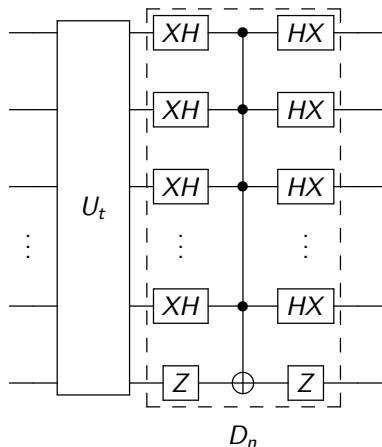 XH HX
XH HX
XH HX
U_t
⋮ ⋮ ⋮
XH HX
Z Z
D_n